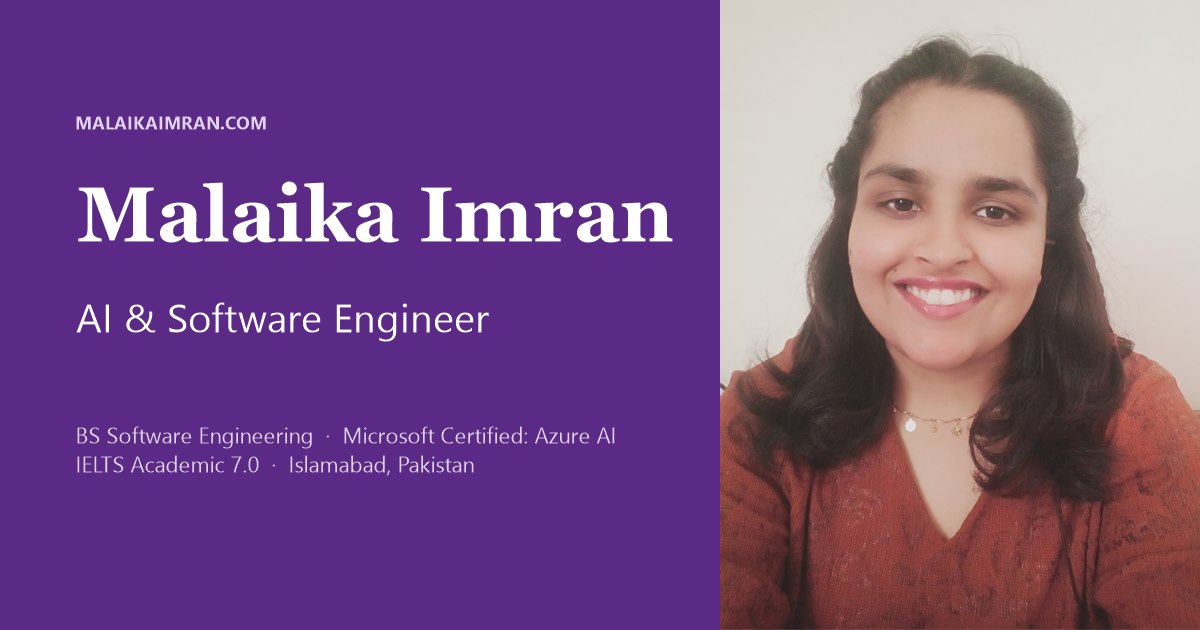 MALAIKAIMRAN.COM
Malaika Imran
AI & Software Engineer
BS Software Engineering · Microsoft Certified: Azure AI
IELTS Academic 7.0 · Islamabad, Pakistan